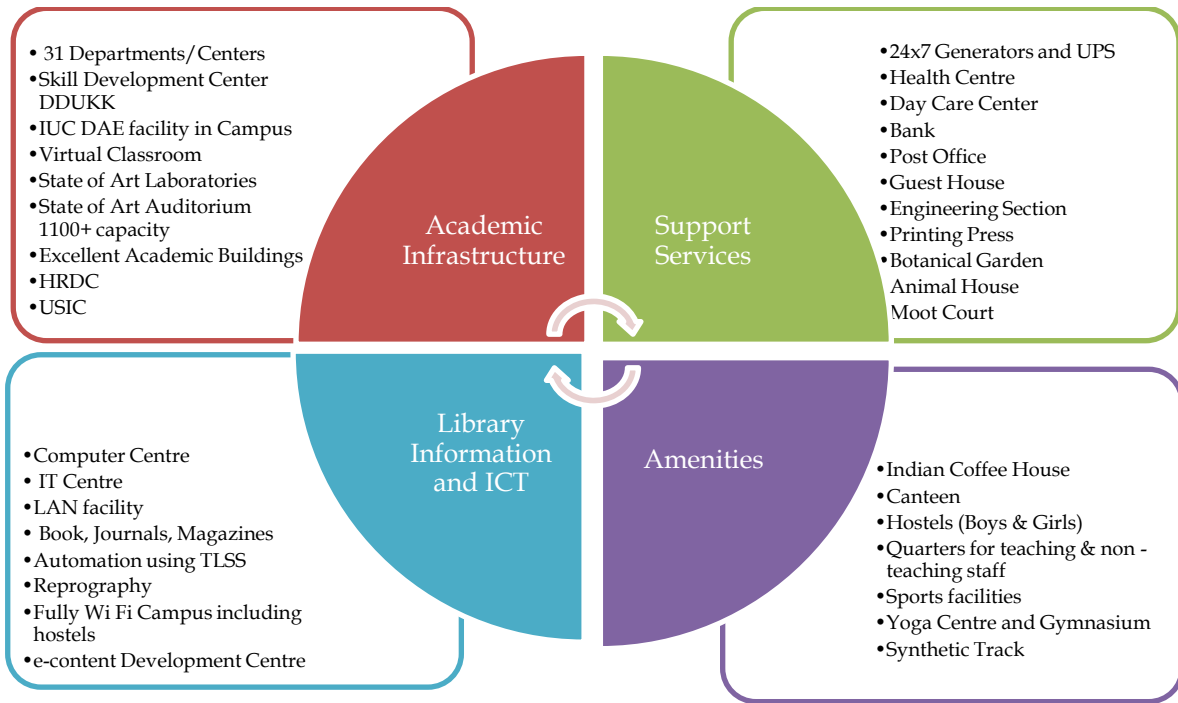 • 31 Departments/Centers
•Skill Development Center
DDUKK
•IUC DAE facility in Campus
•Virtual Classroom
•State of Art Laboratories
•State of Art Auditorium
1100+ capacity
•Excellent Academic Buildings
•HRDC
•USIC
Academic
Infrastructure
Support
Services
•24x7 Generators and UPS
•Health Centre
•Day Care Center
•Bank
•Post Office
•Guest House
•Engineering Section
•Printing Press
•Botanical Garden
Animal House
Moot Court
•Computer Centre
• IT Centre
•LAN facility
• Book, Journals, Magazines
•Automation using TLSS
•Reprography
•Fully Wi Fi Campus including
hostels
•e-content Development Centre
Library
Information
and ICT
Amenities
•Indian Coffee House
•Canteen
•Hostels (Boys & Girls)
•Quarters for teaching & non -
teaching staff
•Sports facilities
•Yoga Centre and Gymnasium
•Synthetic Track